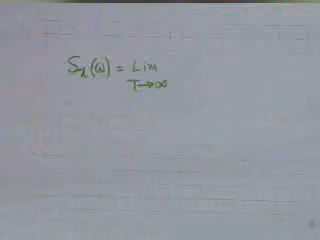 Sₓ(ω) = Lim
T→∞